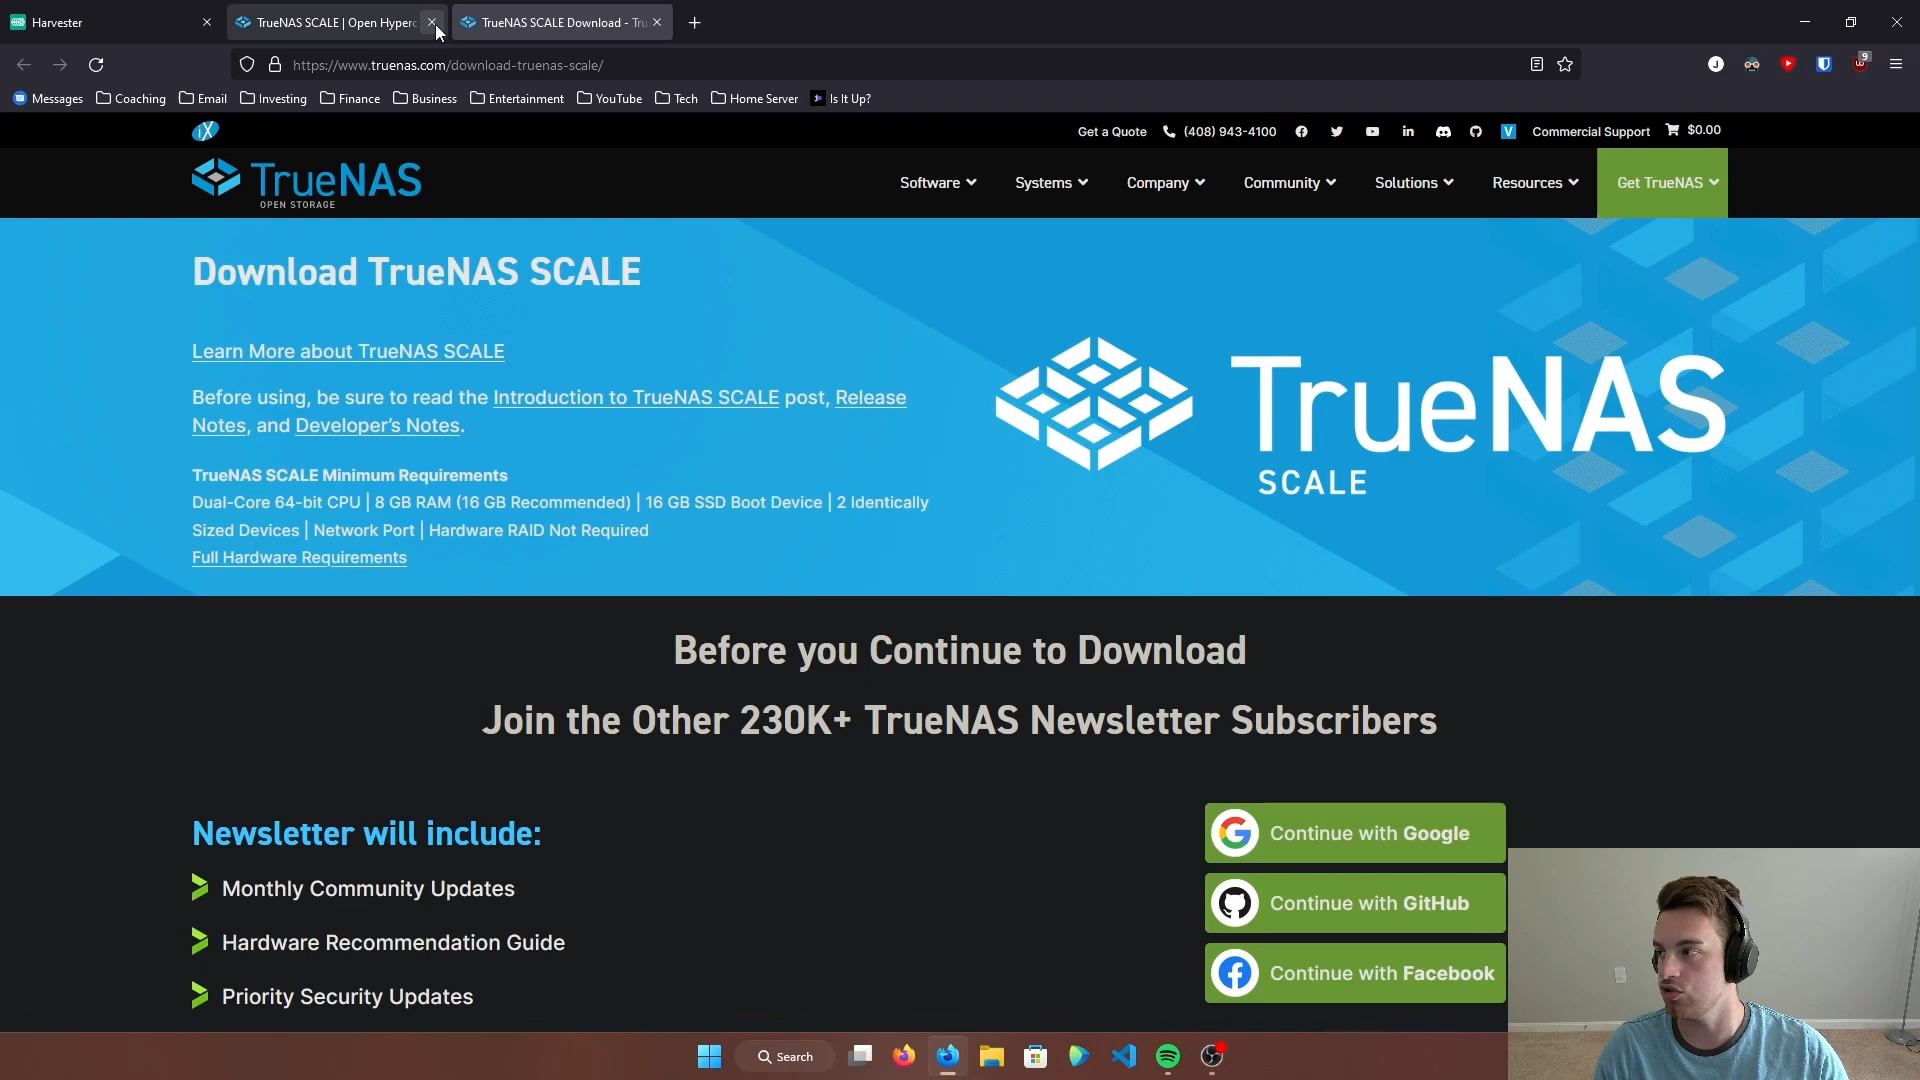 Harvester
TrueNAS SCALE | Open Hyperc
TrueNAS SCALE Download - Tru
https://www.truenas.com/download-truenas-scale/
9
Messages
Coaching
Email
Investing
Finance
Business
Entertainment
YouTube
Tech
Home Server
Is It Up?
iX
Get a Quote
(408) 943-4100
Commercial Support
$0.00
TrueNAS
OPEN STORAGE
Software
Systems
Company
Community
Solutions
Resources
Get TrueNAS
Download TrueNAS SCALE
Learn More about TrueNAS SCALE
Before using, be sure to read the Introduction to TrueNAS SCALE post, Release
Notes, and Developer’s Notes.
TrueNAS SCALE Minimum Requirements
Dual-Core 64-bit CPU | 8 GB RAM (16 GB Recommended) | 16 GB SSD Boot Device | 2 Identically
Sized Devices | Network Port | Hardware RAID Not Required
Full Hardware Requirements
TrueNAS
SCALE
Before you Continue to Download
Join the Other 230K+ TrueNAS Newsletter Subscribers
Newsletter will include:
Monthly Community Updates
Hardware Recommendation Guide
Priority Security Updates
Continue with Google
Continue with GitHub
Continue with Facebook
Search